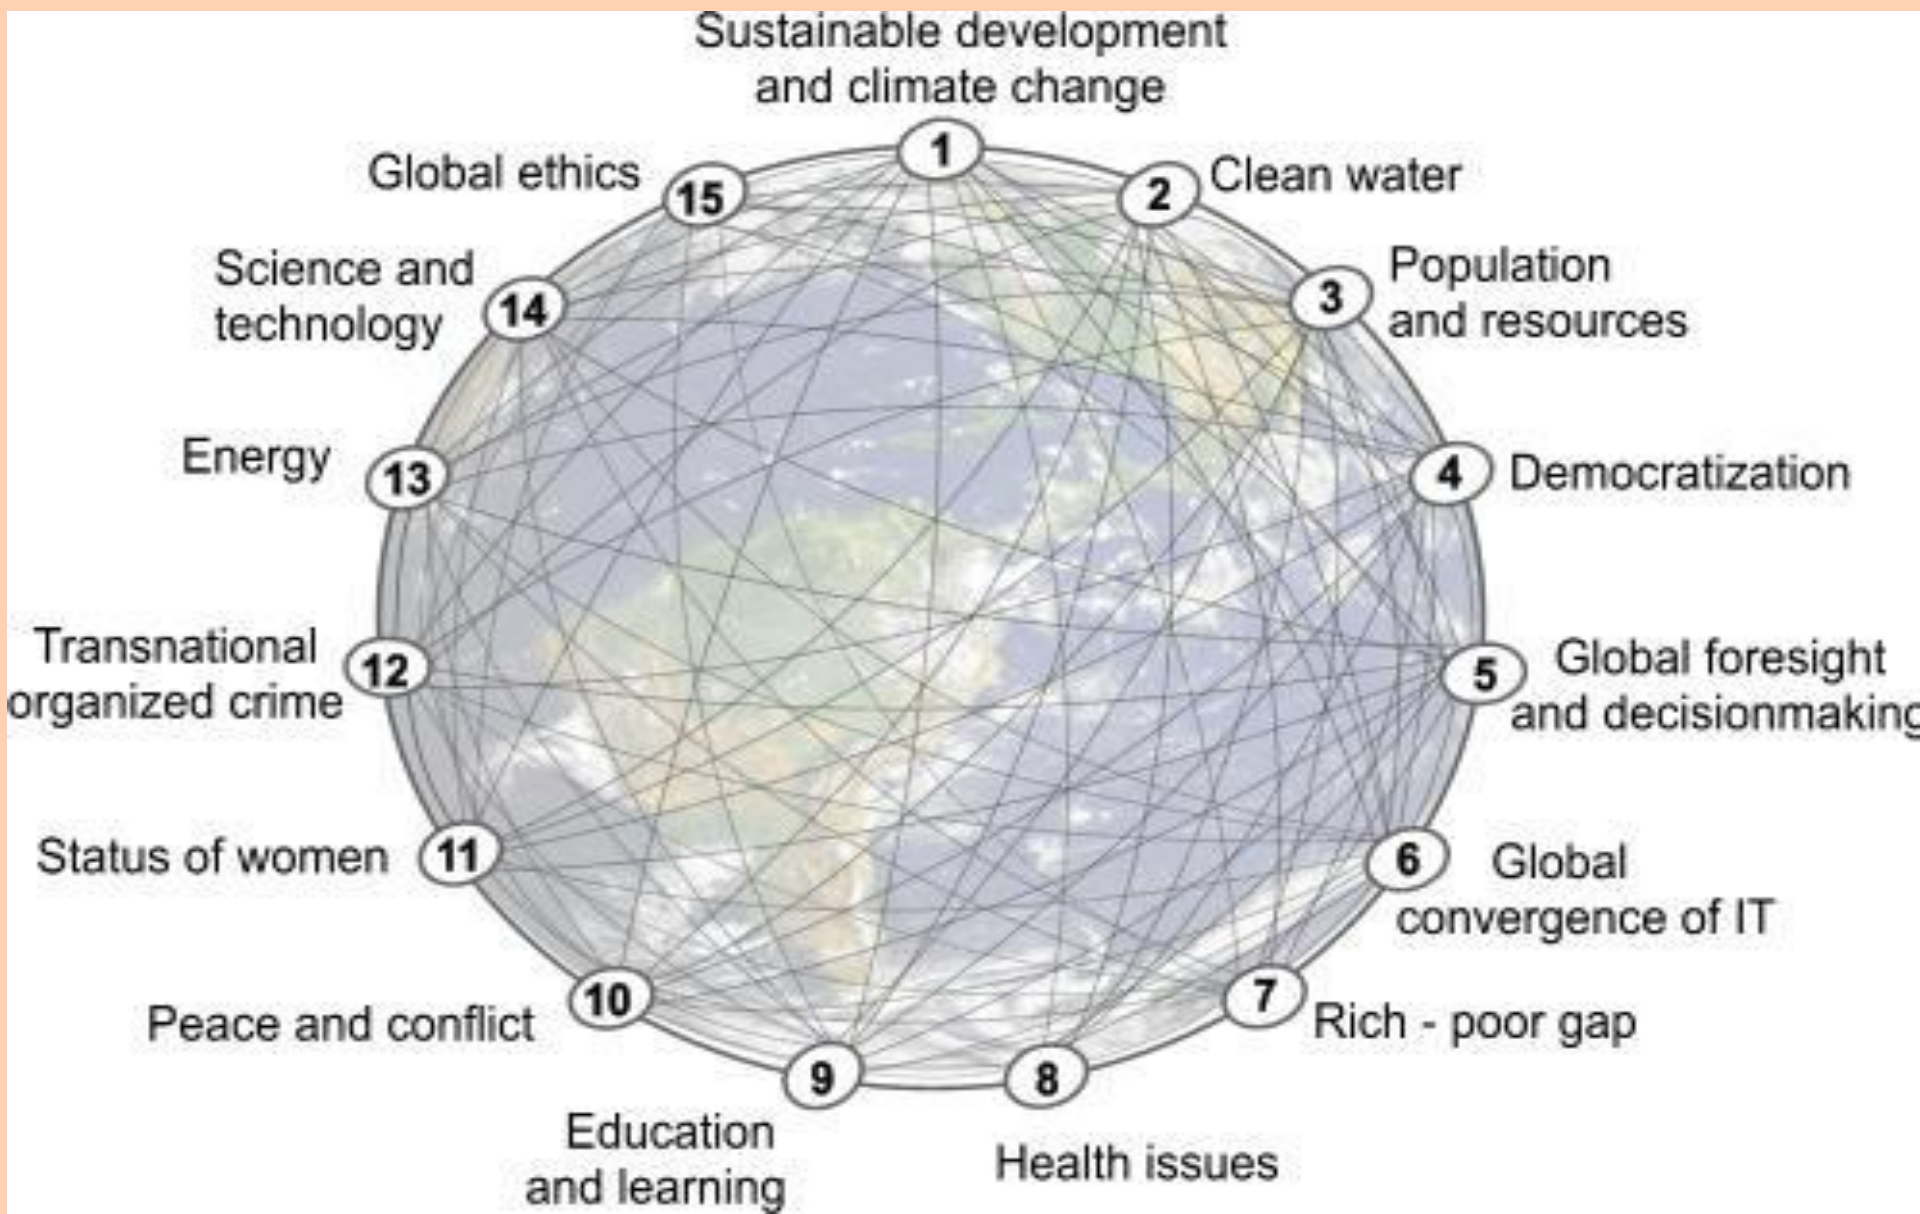 Sustainable development
and climate change
1
2
Clean water
3
Population
and resources
4
Democratization
5
Global foresight
and decisionmaking
6
Global
convergence of IT
7
Rich - poor gap
8
Health issues
9
Education
and learning
10
Peace and conflict
11
Status of women
12
Transnational
organized crime
13
Energy
14
Science and
technology
15
Global ethics